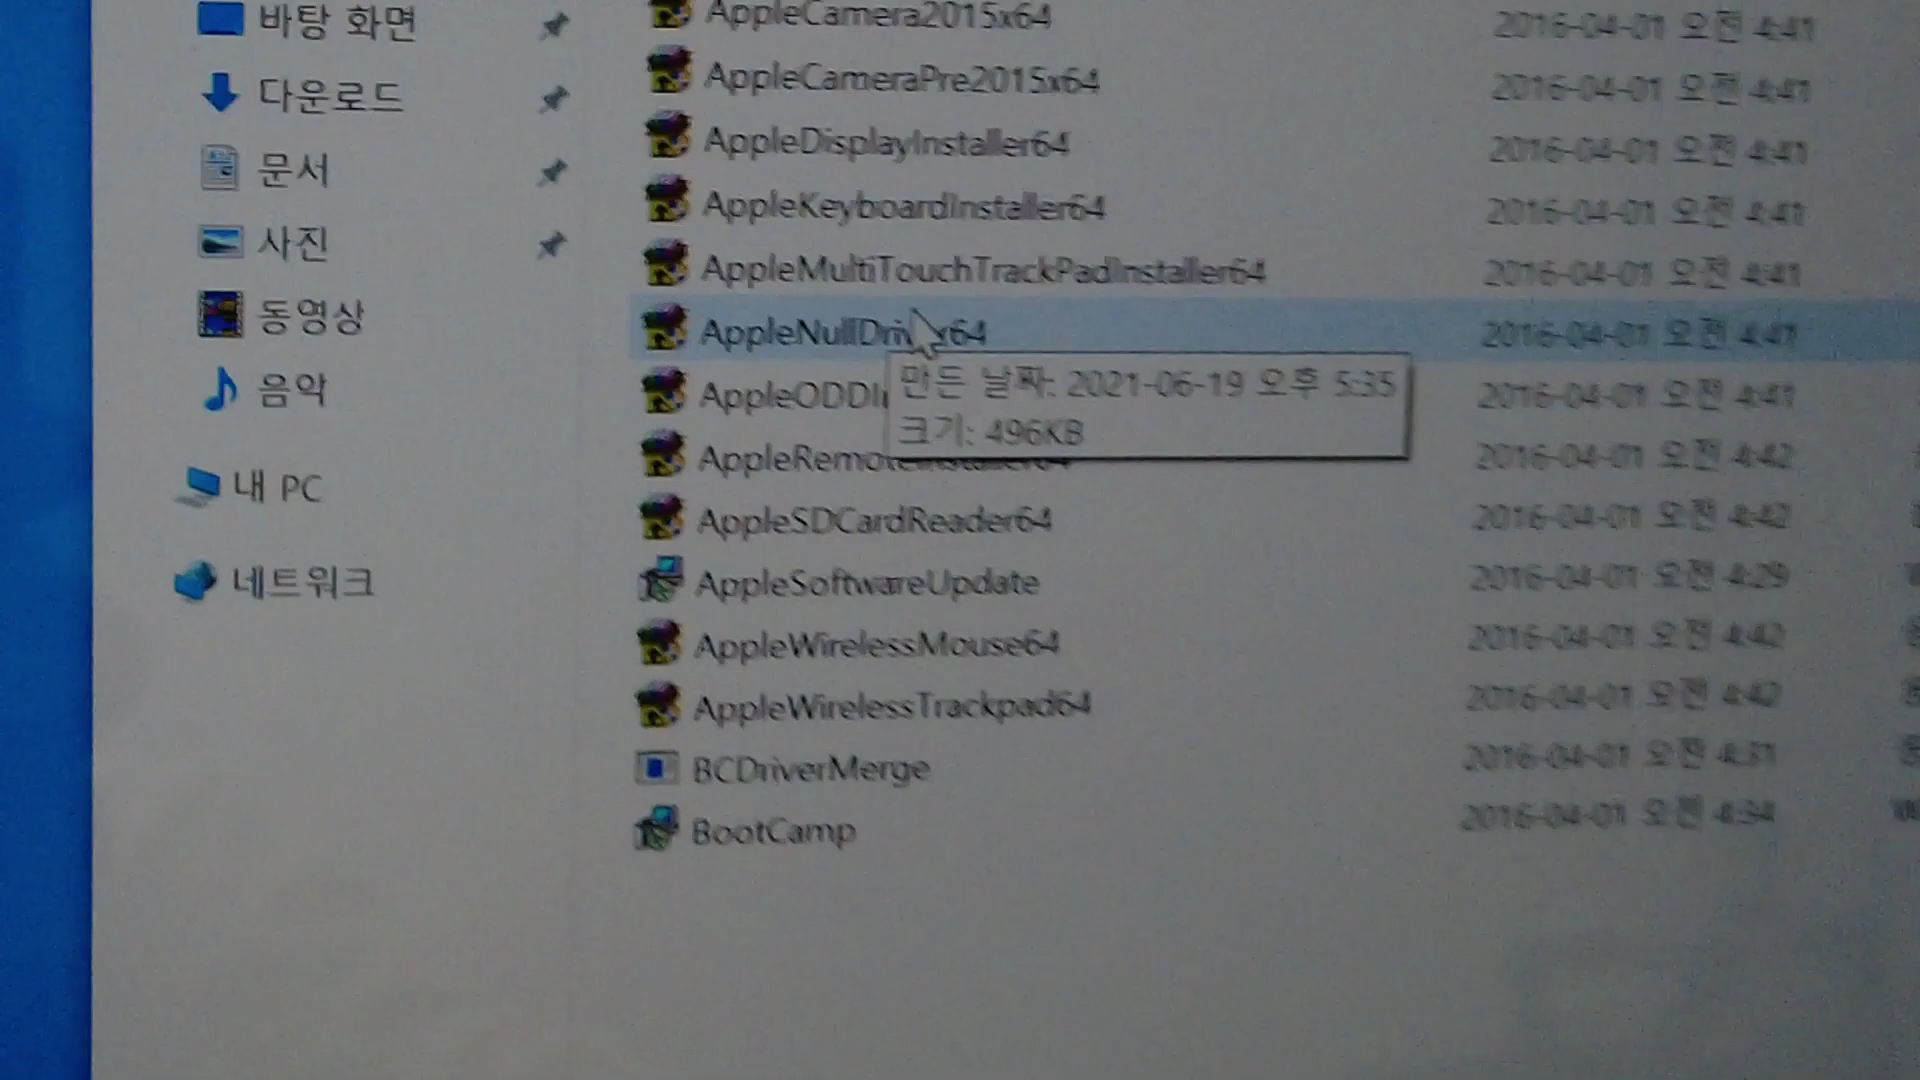 바탕 화면
다운로드
문서
사진
동영상
음악
내 PC
네트워크
AppleCamera2015x64 2016-04-01 오전 4:41
AppleCameraPre2015x64 2016-04-01 오전 4:41
AppleDisplayInstaller64 2016-04-01 오전 4:41
AppleKeyboardInstaller64 2016-04-01 오전 4:41
AppleMultiTouchTrackPadInstaller64 2016-04-01 오전 4:41
AppleNullDriv x64 2016-04-01 오전 4:41
만든 날짜: 2021-06-19 오후 5:35
크기: 496KB
AppleODDI 2016-04-01 오전 4:41
AppleRemoteInstaller64 2016-04-01 오전 4:42
AppleSDCardReader64 2016-04-01 오전 4:42
AppleSoftwareUpdate 2016-04-01 오전 4:29
AppleWirelessMouse64 2016-04-01 오전 4:42
AppleWirelessTrackpad64 2016-04-01 오전 4:42
BCDriverMerge 2016-04-01 오전 4:31
BootCamp 2016-04-01 오전 4:34